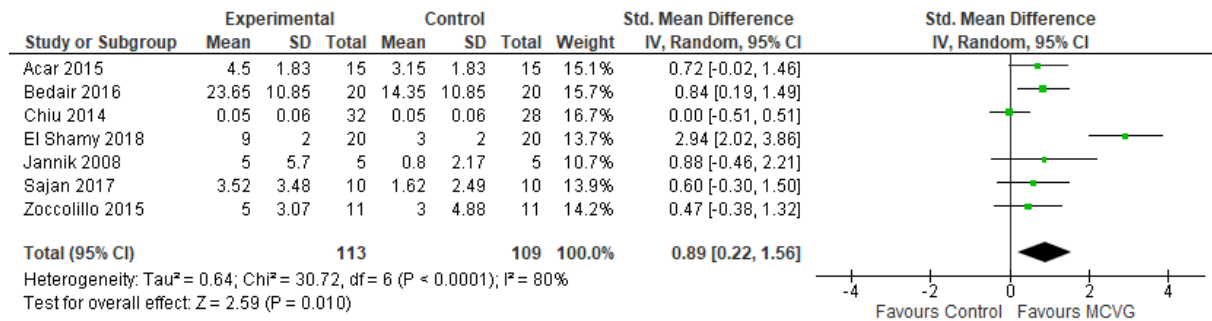 Experimental Control Std. Mean Difference Std. Mean Difference
Study or Subgroup Mean SD Total Mean SD Total Weight IV, Random, 95% CI IV, Random, 95% CI
Acar 2015 4.5 1.83 15 3.15 1.83 15 15.1% 0.72 [-0.02, 1.46]
Bedair 2016 23.65 10.85 20 14.35 10.85 20 15.7% 0.84 [0.19, 1.49]
Chiu 2014 0.05 0.06 32 0.05 0.06 28 16.7% 0.00 [-0.51, 0.51]
El Shamy 2018 9 2 20 3 2 20 13.7% 2.94 [2.02, 3.86]
Jannik 2008 5 5.7 5 0.8 2.17 5 10.7% 0.88 [-0.46, 2.21]
Sajan 2017 3.52 3.48 10 1.62 2.49 10 13.9% 0.60 [-0.30, 1.50]
Zoccolillo 2015 5 3.07 11 3 4.88 11 14.2% 0.47 [-0.38, 1.32]
Total (95% CI) 113 109 100.0% 0.89 [0.22, 1.56]
Heterogeneity: Tau² = 0.64; Chi² = 30.72, df = 6 (P < 0.0001); I² = 80%
Test for overall effect: Z = 2.59 (P = 0.010)
-4 -2 0 2 4
Favours Control Favours MCVG